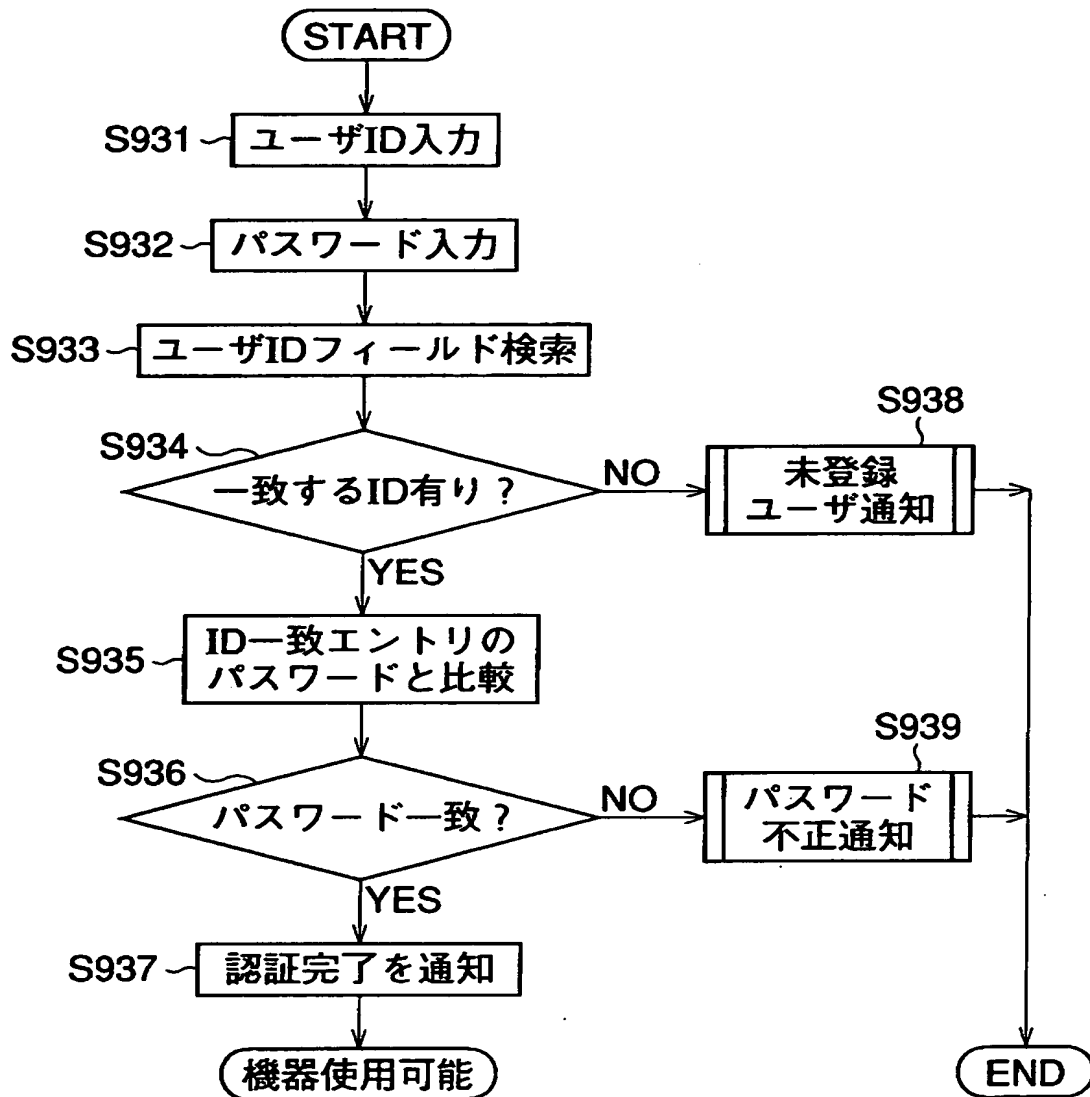 START
S931
ユーザID入力
S932
パスワード入力
S933
ユーザIDフィールド検索
S934
一致するID有り?
NO
S938
未登録
ユーザ通知
YES
S935
ID一致エントリの
パスワードと比較
S936
パスワード一致?
NO
S939
パスワード
不正通知
YES
S937
認証完了を通知
機器使用可能
END